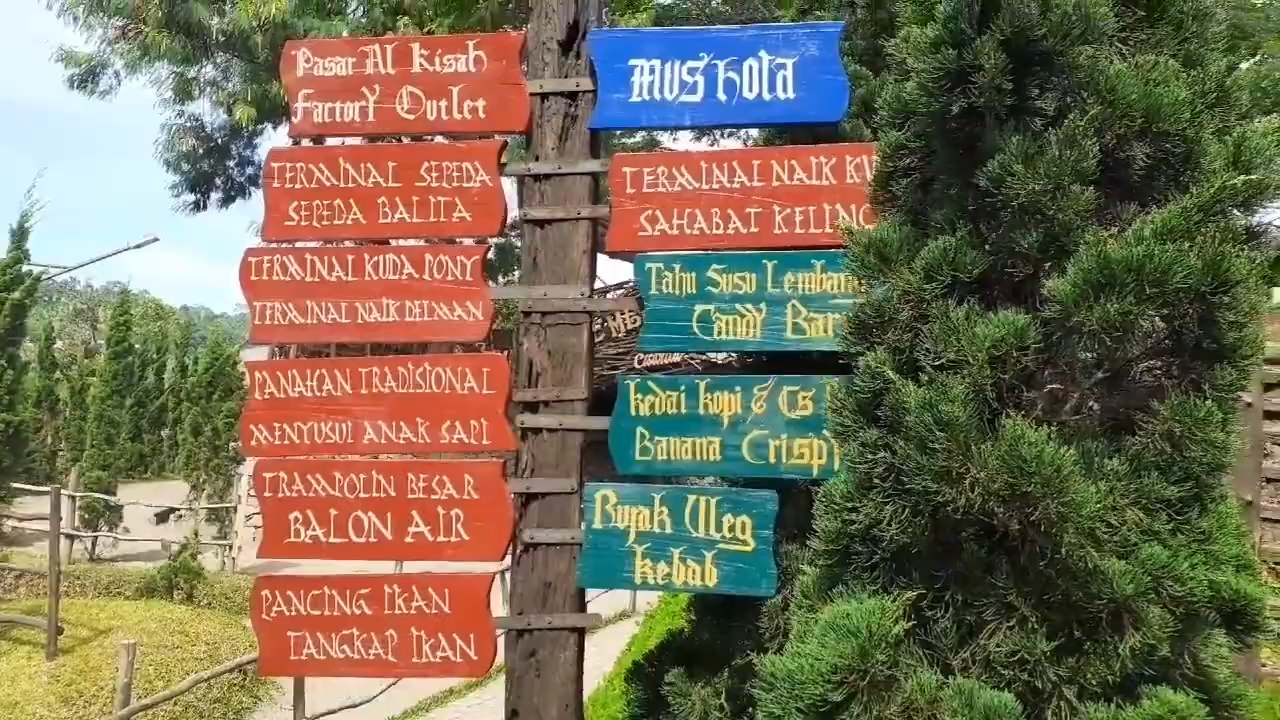 Pasar Al Kisah
Factory Outlet
TERMINAL SEPEDA
SEPEDA BALITA
TERMINAL KUDA PONY
TERMINAL NAIK DELMAN
PANAHAN TRADISIONAL
MENYUSUI ANAK SAPI
TRAMPOLIN BESAR
BALON AIR
PANCING IKAN
TANGKAP IKAN
MUSHOLA
TERMINAL NAIK
SAHABAT
Tahu Susu
Candy Bar
kedai kopi &
Banana
Rujak Uleg
kebab